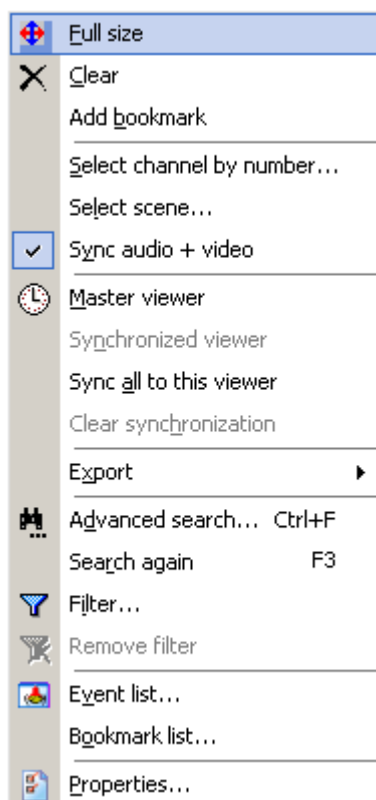 Full size
Clear
Add bookmark
Select channel by number...
Select scene...
Sync audio + video
Master viewer
Synchronized viewer
Sync all to this viewer
Clear synchronization
Export
Advanced search... Ctrl+F
Search again F3
Filter...
Remove filter
Event list...
Bookmark list...
Properties...